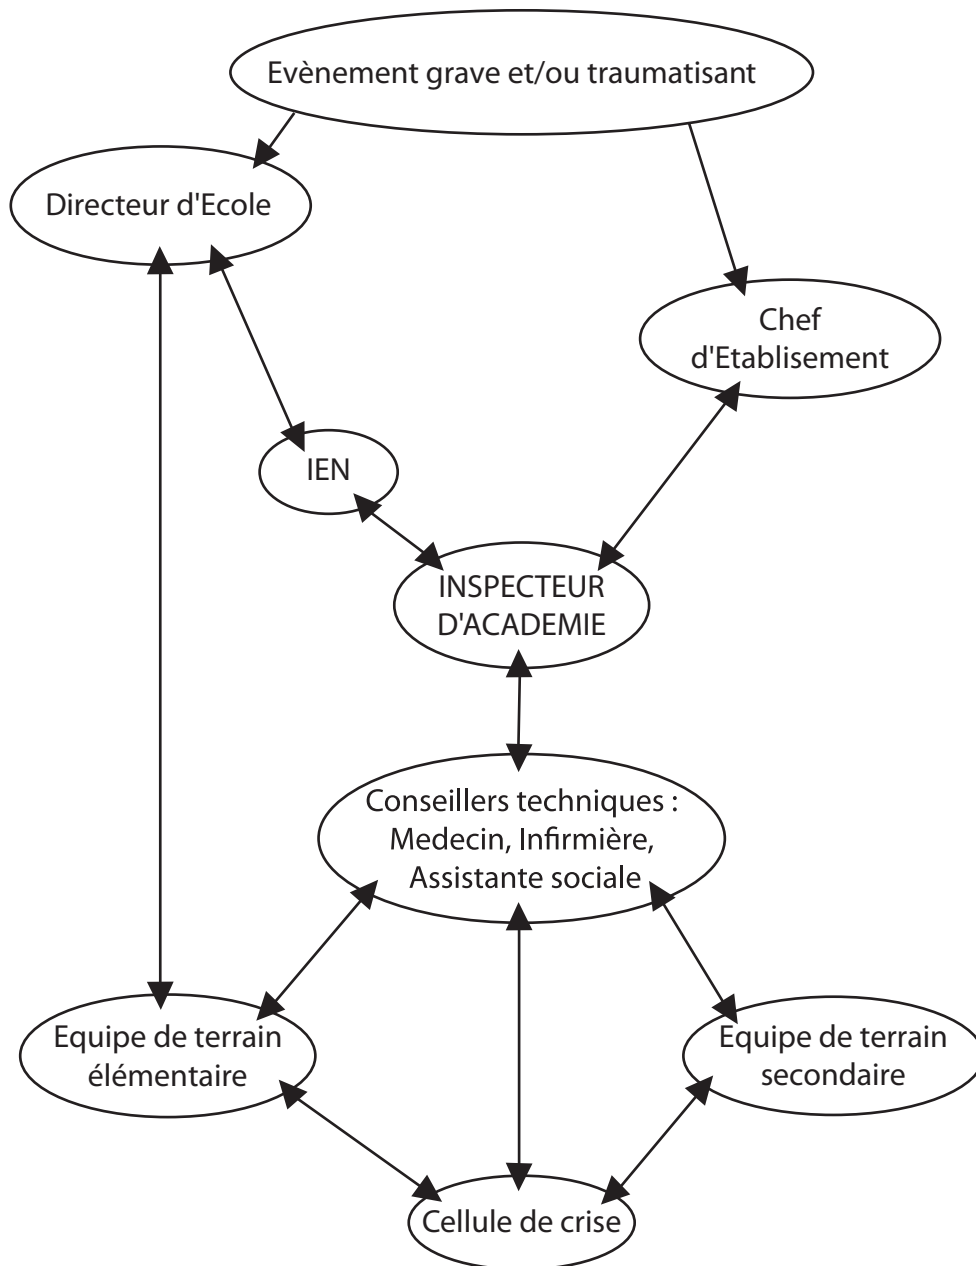 Evènement grave et/ou traumatisant
Directeur d'Ecole
Chef
d'Etablisement
IEN
INSPECTEUR
D'ACADEMIE
Conseillers techniques :
Medecin, Infirmière,
Assistante sociale
Equipe de terrain
élémentaire
Equipe de terrain
secondaire
Cellule de crise